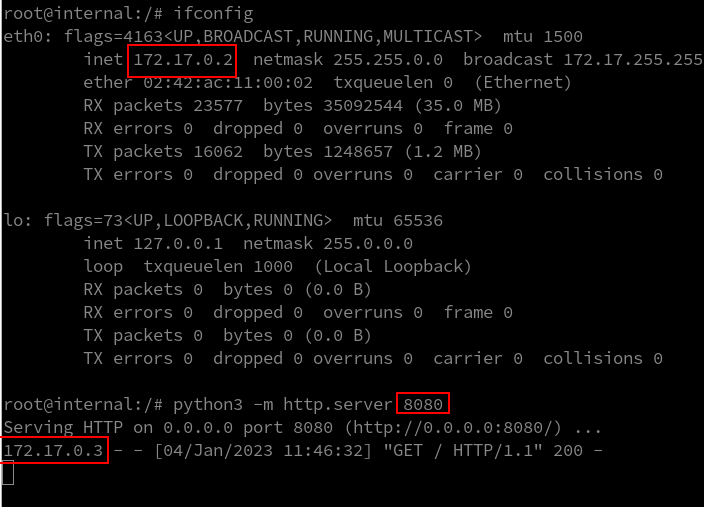 root@internal:/# ifconfig
eth0: flags=4163<UP,BROADCAST,RUNNING,MULTICAST>  mtu 1500
        inet 172.17.0.2  netmask 255.255.0.0  broadcast 172.17.255.255
        ether 02:42:ac:11:00:02  txqueuelen 0  (Ethernet)
        RX packets 23577  bytes 35092544 (35.0 MB)
        RX errors 0  dropped 0  overruns 0  frame 0
        TX packets 16062  bytes 1248657 (1.2 MB)
        TX errors 0  dropped 0 overruns 0  carrier 0  collisions 0
lo: flags=73<UP,LOOPBACK,RUNNING>  mtu 65536
        inet 127.0.0.1  netmask 255.0.0.0
        loop  txqueuelen 1000  (Local Loopback)
        RX packets 0  bytes 0 (0.0 B)
        RX errors 0  dropped 0  overruns 0  frame 0
        TX packets 0  bytes 0 (0.0 B)
        TX errors 0  dropped 0 overruns 0  carrier 0  collisions 0
root@internal:/# python3 -m http.server 8080
Serving HTTP on 0.0.0.0 port 8080 (http://0.0.0.0:8080/) ...
172.17.0.3 - - [04/Jan/2023 11:46:32] "GET / HTTP/1.1" 200 -